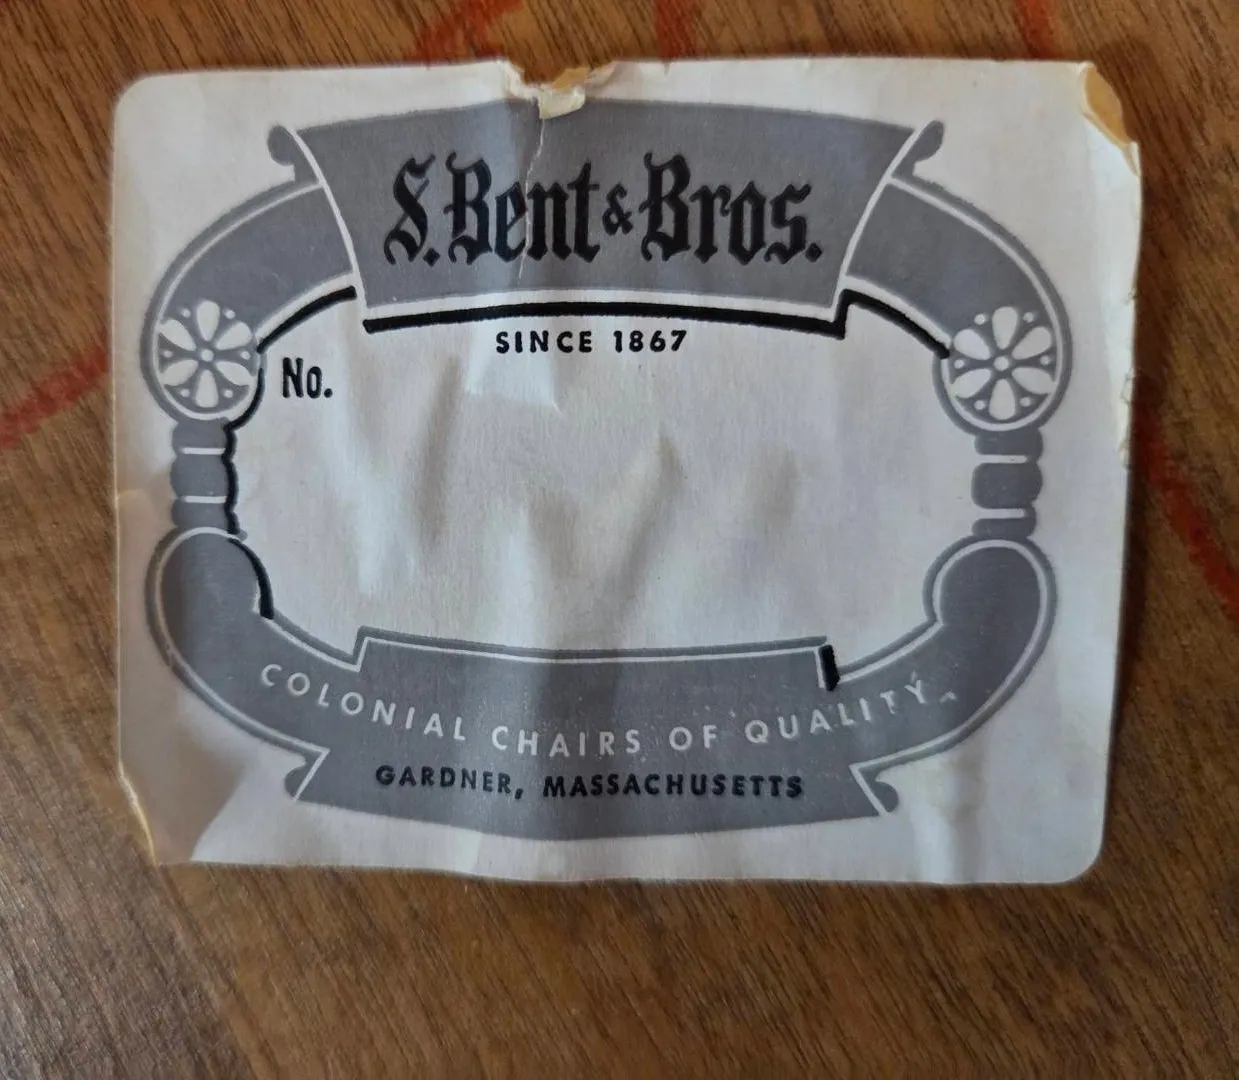 S. Bent & Bros.
SINCE 1867
No.
COLONIAL CHAIRS OF QUALITY
GARDNER, MASSACHUSETTS